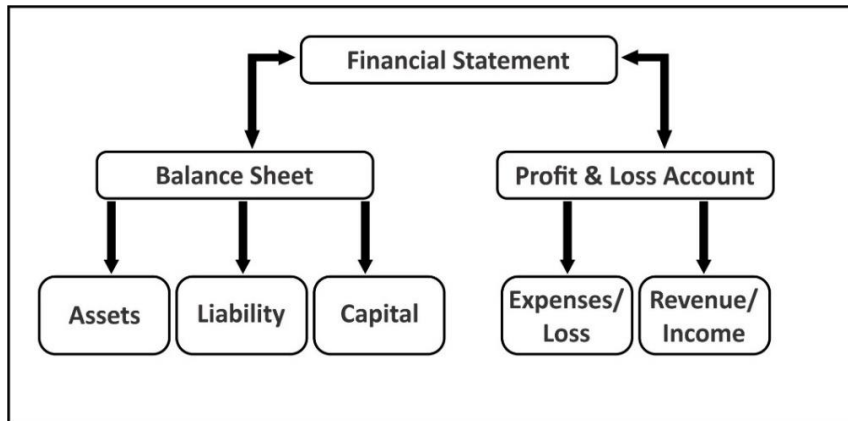 Financial Statement
Balance Sheet
Profit & Loss Account
Assets
Liability
Capital
Expenses/
Loss
Revenue/
Income